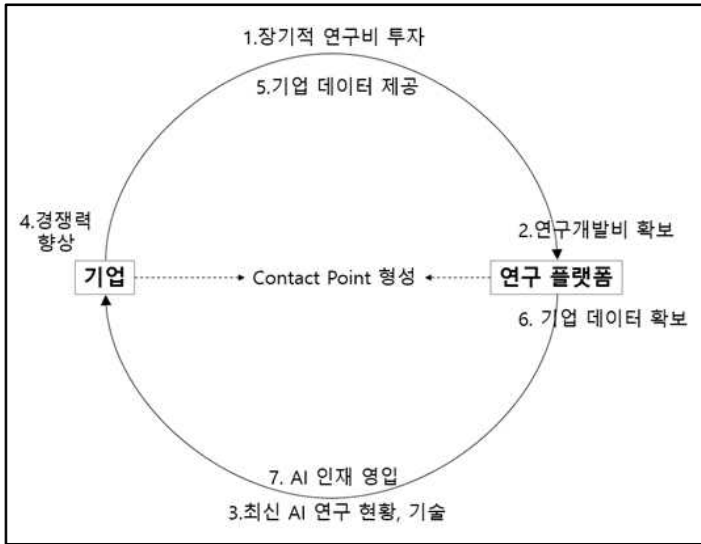 1.장기적 연구비 투자
5.기업 데이터 제공
4.경쟁력
향상
2.연구개발비 확보
기업
Contact Point 형성
연구 플랫폼
6. 기업 데이터 확보
7. AI 인재 영입
3.최신 AI 연구 현황, 기술